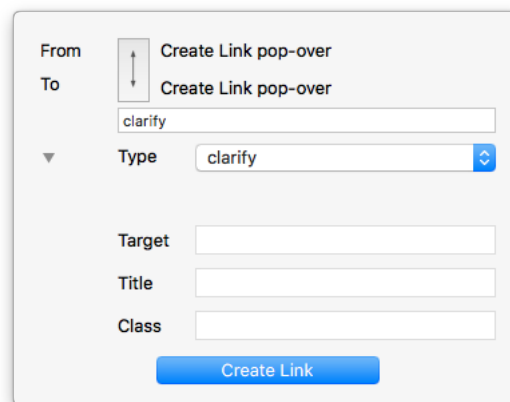 From Create Link pop-over
To Create Link pop-over
clarify
Type clarify
Target
Title
Class
Create Link